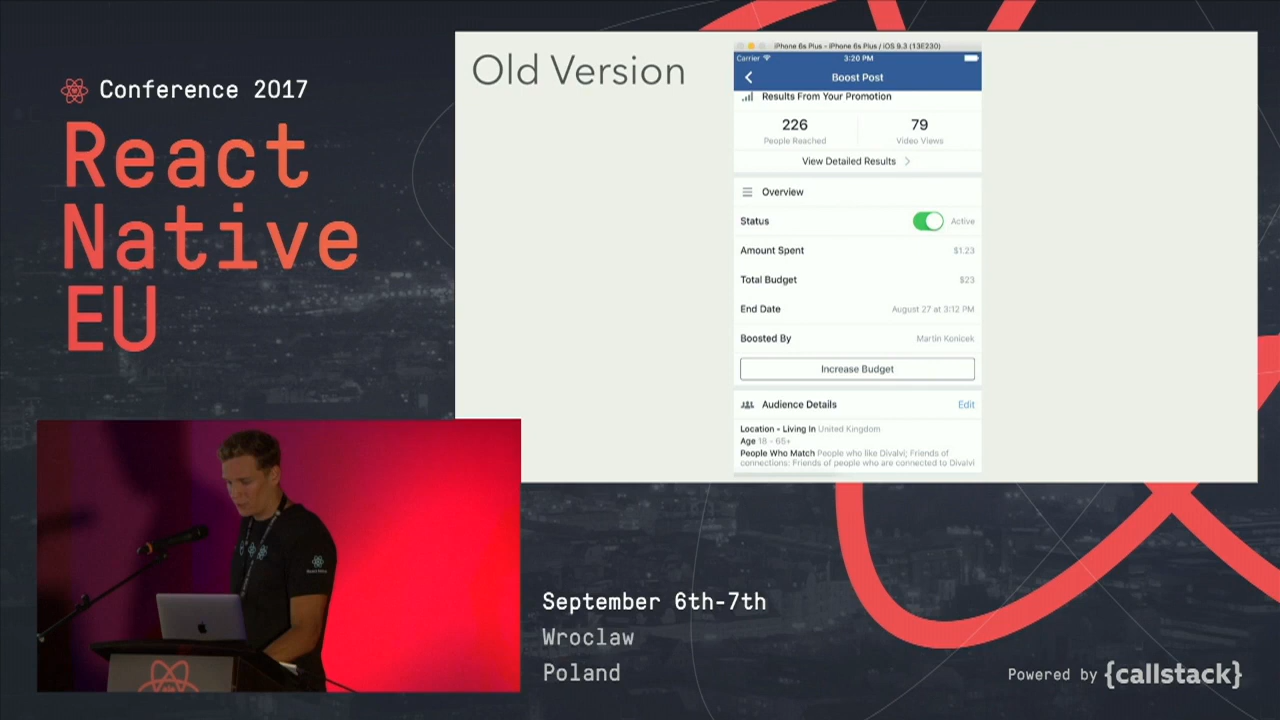 Conference 2017
React
Native
EU
Old Version
iPhone 6s Plus - iPhone 6s Plus / iOS 9.3 (13E230)
Carrier 3:20 PM
Boost Post
Results From Your Promotion
226 79
People Reached Video Views
View Detailed Results
Overview
Status Active
Amount Spent $1.23
Total Budget $23
End Date August 27 at 3:12 PM
Boosted By Martin Konicek
Increase Budget
Audience Details Edit
Location - Living In United Kingdom
Age 18 - 65+
People Who Match People who like Divalvi; Friends of
connections: Friends of people who are connected to Divalvi
September 6th-7th
Wroclaw
Poland
Powered by {callstack}